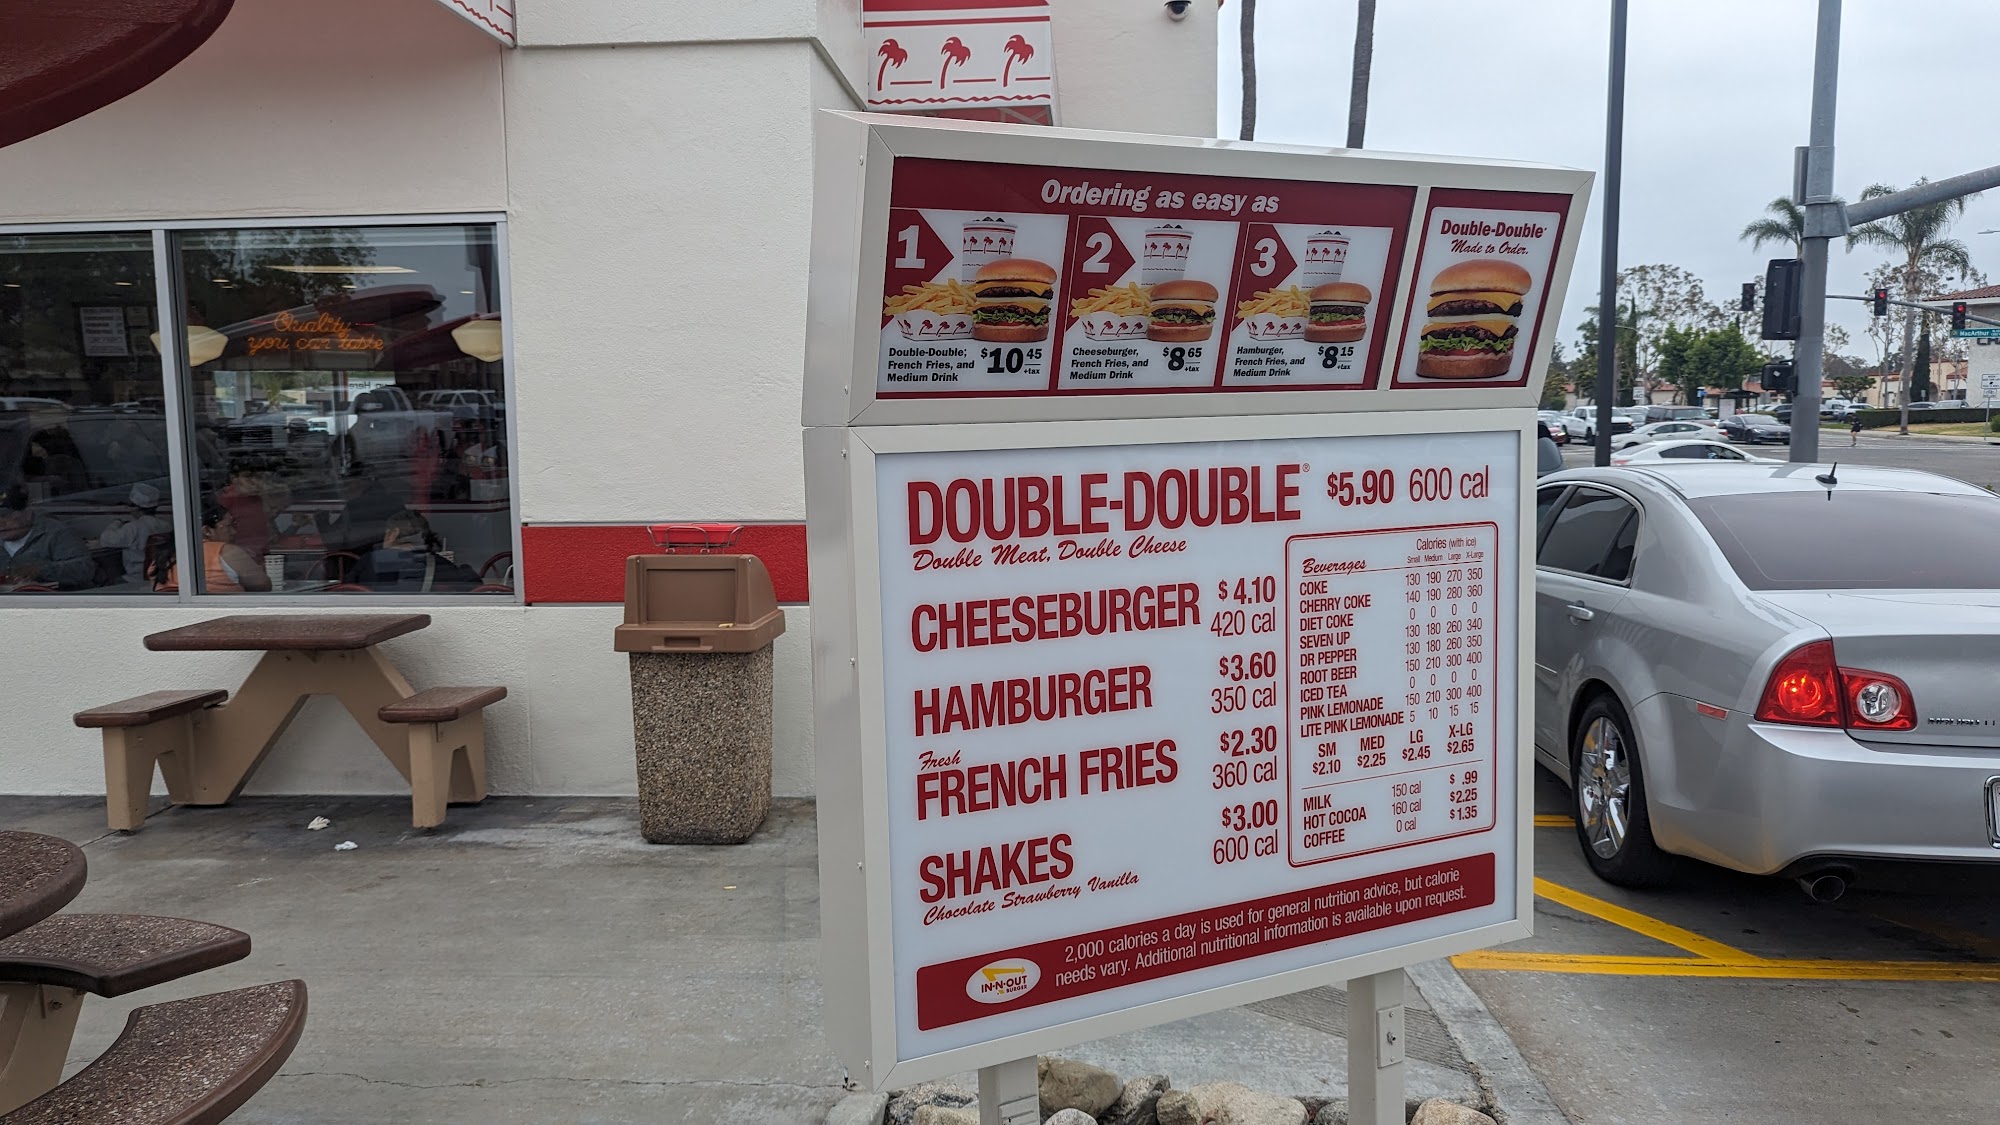 Quality
you can taste
Ordering as easy as
1
Double-Double,
French Fries, and
Medium Drink
$10 45
+tax
2
Cheeseburger,
French Fries, and
Medium Drink
$8 65
+tax
3
Hamburger,
French Fries, and
Medium Drink
$8 15
+tax
Double-Double®
Made to Order.
DOUBLE-DOUBLE® $5.90 600 cal
Double Meat, Double Cheese
CHEESEBURGER $4.10
420 cal
HAMBURGER $3.60
350 cal
Fresh
FRENCH FRIES $2.30
360 cal
SHAKES $3.00
600 cal
Chocolate Strawberry Vanilla
Calories (with ice)
Beverages Small Medium Large X-Large
COKE 130 190 270 350
CHERRY COKE 140 190 280 360
DIET COKE 0 0 0 0
SEVEN UP 130 180 260 340
DR PEPPER 130 180 260 350
ROOT BEER 150 210 300 400
ICED TEA 0 0 0 0
PINK LEMONADE 150 210 300 400
LITE PINK LEMONADE 5 10 15 15
SM MED LG X-LG
$2.10 $2.25 $2.45 $2.65
MILK 150 cal $ .99
HOT COCOA 160 cal $2.25
COFFEE 0 cal $1.35
IN-N-OUT
BURGER
2,000 calories a day is used for general nutrition advice, but calorie
needs vary. Additional nutritional information is available upon request.
MacArthur